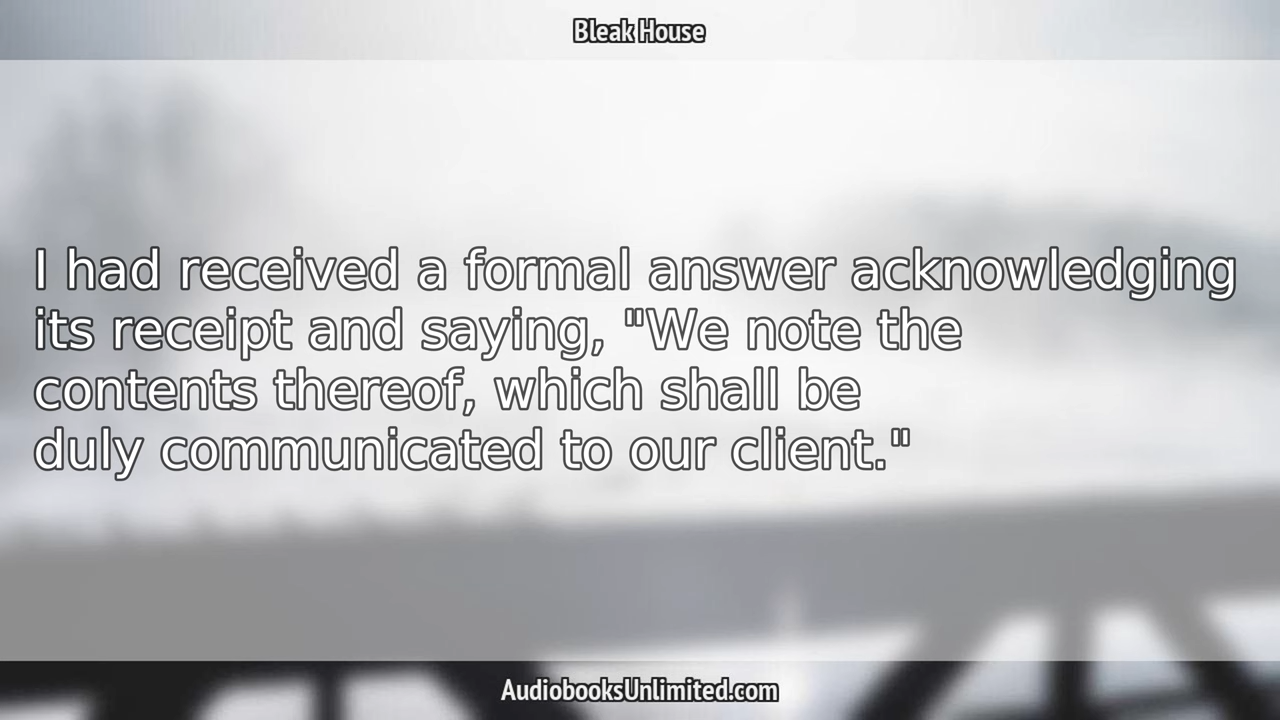 Bleak House
I had received a formal answer acknowledging
its receipt and saying, "We note the
contents thereof, which shall be
duly communicated to our client."
AudiobooksUnlimited.com